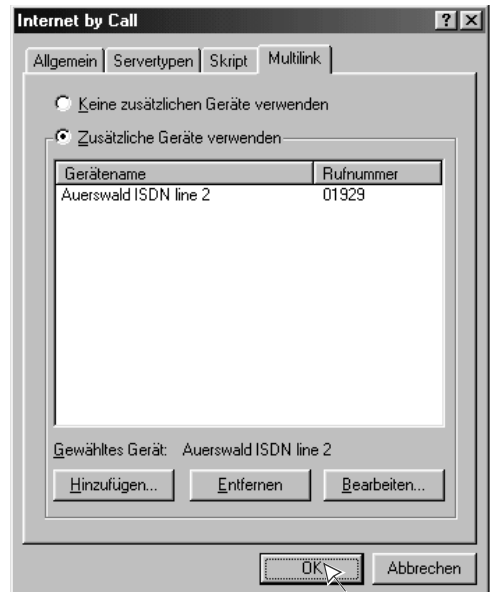 Internet by Call
Allgemein Servertypen Skript Multilink
Keine zusätzlichen Geräte verwenden
Zusätzliche Geräte verwenden
Gerätename Rufnummer
Auerswald ISDN line 2 01929
Gewähltes Gerät: Auerswald ISDN line 2
Hinzufügen... Entfernen Bearbeiten...
OK Abbrechen